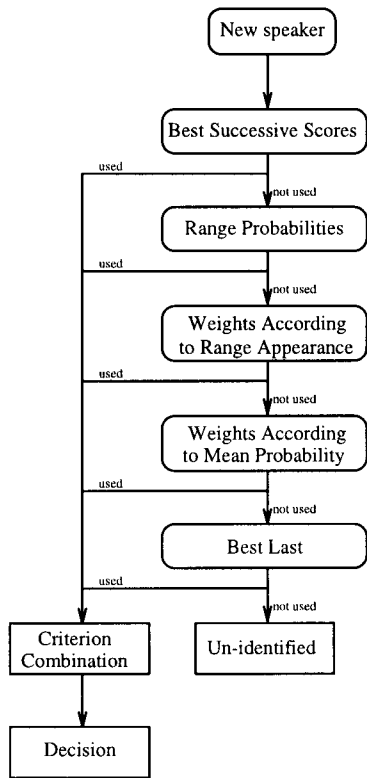 New speaker
Best Successive Scores
used
not used
Range Probabilities
used
not used
Weights According
to Range Appearance
used
not used
Weights According
to Mean Probability
used
not used
Best Last
used
not used
Criterion
Combination
Un-identified
Decision